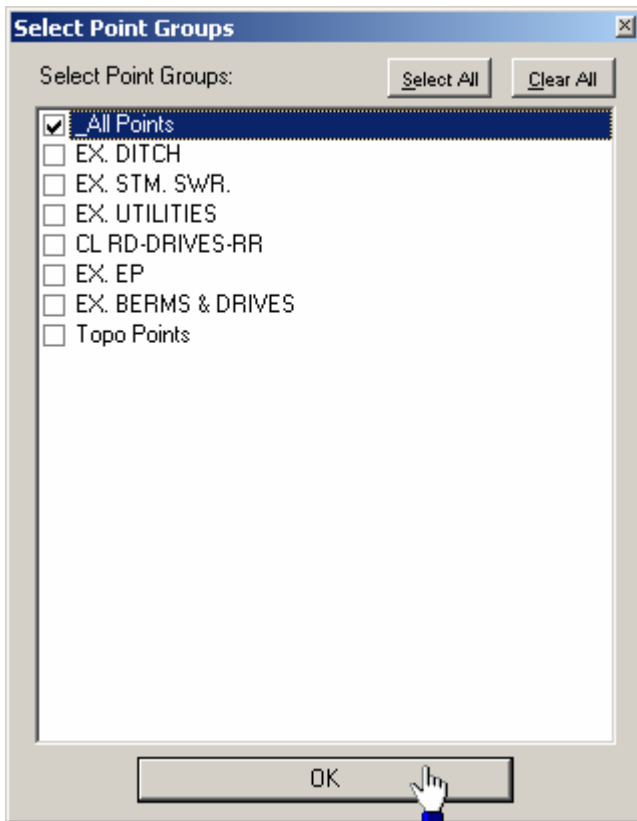 Select Point Groups
Select Point Groups: Select All Clear All
_All Points
EX. DITCH
EX. STM. SWR.
EX. UTILITIES
CL RD-DRIVES-RR
EX. EP
EX. BERMS & DRIVES
Topo Points
OK